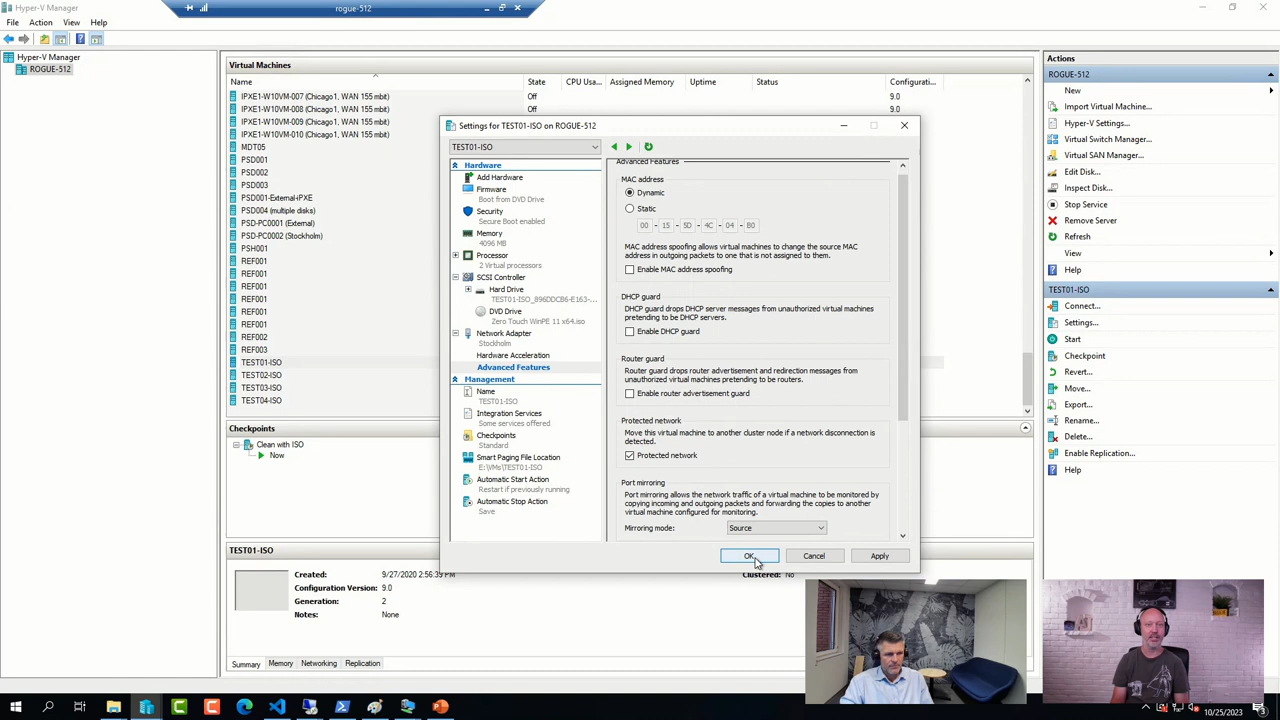 Hyper-V Manager
rogue-512
File Action View Help
Hyper-V Manager
ROGUE-512
Virtual Machines
Name State CPU Usa... Assigned Memory Uptime Status Configurati...
IPXE1-W10VM-007 (Chicago1, WAN 155 mbit) Off 9.0
IPXE1-W10VM-008 (Chicago1, WAN 155 mbit) Off 9.0
IPXE1-W10VM-009 (Chicago1, WAN 155 mbit)
IPXE1-W10VM-010 (Chicago1, WAN 155 mbit)
MDT05
PSD001
PSD002
PSD003
PSD001-External-iPXE
PSD004 (multiple disks)
PSD-PC0001 (External)
PSD-PC0002 (Stockholm)
PSH001
REF001
REF001
REF001
REF001
REF001
REF001
REF002
REF003
TEST01-ISO
TEST02-ISO
TEST03-ISO
TEST04-ISO
Checkpoints
Clean with ISO
Now
TEST01-ISO
Created: 9/27/2020 2:56:39 PM Clustered: No
Configuration Version: 9.0
Generation: 2
Notes: None
Summary Memory Networking Replication
Settings for TEST01-ISO on ROGUE-512
TEST01-ISO
Hardware
Add Hardware
Firmware
Boot from DVD Drive
Security
Secure Boot enabled
Memory
4096 MB
Processor
2 Virtual processors
SCSI Controller
Hard Drive
TEST01-ISO_896DDCB6-E163-...
DVD Drive
Zero Touch WinPE 11 x64.iso
Network Adapter
Stockholm
Hardware Acceleration
Advanced Features
Management
Name
TEST01-ISO
Integration Services
Some services offered
Checkpoints
Standard
Smart Paging File Location
E:\VMs\TEST01-ISO
Automatic Start Action
Restart if previously running
Automatic Stop Action
Save
Advanced Features
MAC address
Dynamic
Static
00 - 15 - 5D - 4C - 04 - B0
MAC address spoofing allows virtual machines to change the source MAC
address in outgoing packets to one that is not assigned to them.
Enable MAC address spoofing
DHCP guard
DHCP guard drops DHCP server messages from unauthorized virtual machines
pretending to be DHCP servers.
Enable DHCP guard
Router guard
Router guard drops router advertisement and redirection messages from
unauthorized virtual machines pretending to be routers.
Enable router advertisement guard
Protected network
Move this virtual machine to another cluster node if a network disconnection is
detected.
Protected network
Port mirroring
Port mirroring allows the network traffic of a virtual machine to be monitored by
copying incoming and outgoing packets and forwarding the copies to another
virtual machine configured for monitoring.
Mirroring mode: Source
OK Cancel Apply
Actions
ROGUE-512
New
Import Virtual Machine...
Hyper-V Settings...
Virtual Switch Manager...
Virtual SAN Manager...
Edit Disk...
Inspect Disk...
Stop Service
Remove Server
Refresh
View
Help
TEST01-ISO
Connect...
Settings...
Start
Checkpoint
Revert...
Move...
Export...
Rename...
Delete...
Enable Replication...
Help
10/25/2023